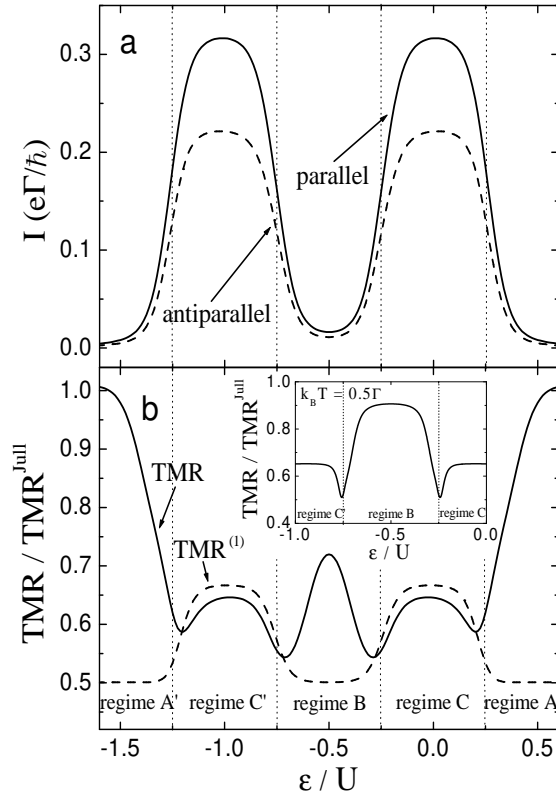 a
0.3
0.2
0.1
0.0
I (eΓ/ℏ)
parallel
antiparallel
b
1.0
0.9
0.8
0.7
0.6
0.5
TMR / TMR^Jull
TMR
TMR^(1)
k_B T = 0.5Γ
1.0
0.8
0.6
0.4
TMR / TMR^Jull
regime C'
regime B
regime C
-1.0
-0.5
0.0
ε / U
regime A'
regime C'
regime B
regime C
regime A
-1.5
-1.0
-0.5
0.0
0.5
ε / U